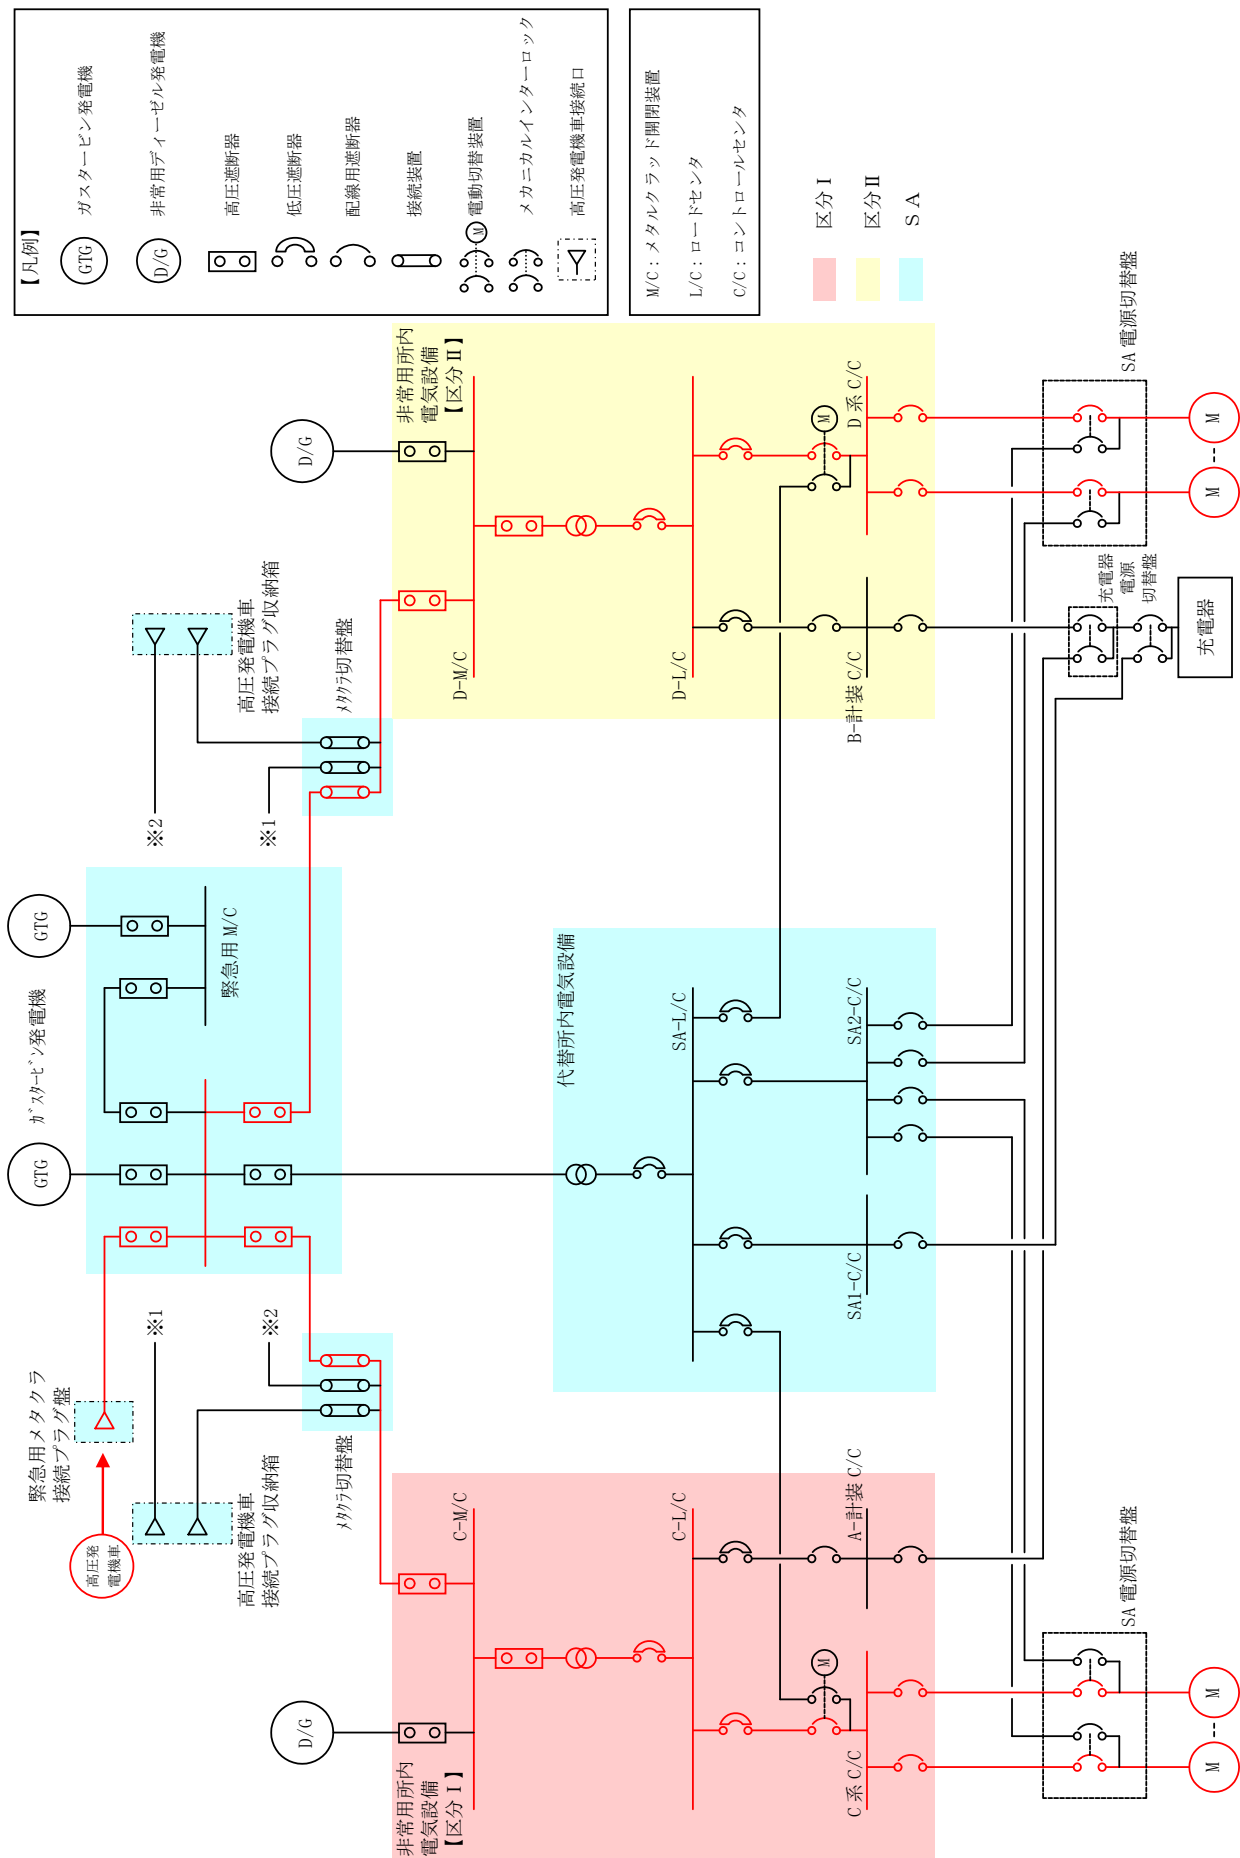 【凡例】
GTG
ガスタービン発電機
D/G
非常用ディーゼル発電機
高圧遮断器
低圧遮断器
配線用遮断器
接続装置
M
電動切替装置
メカニカルインターロック
高圧発電機車接続口
M/C：メタルクラッド開閉装置
L/C：ロードセンタ
C/C：コントロールセンタ
区分Ⅰ
区分Ⅱ
ＳＡ
高圧発
電機車
緊急用メタクラ
接続プラグ盤
GTG
ｶﾞｽﾀｰﾋﾞﾝ発電機
GTG
緊急用 M/C
※1
※2
高圧発電機車
接続プラグ収納箱
ﾒﾀｸﾗ切替盤
※2
※1
高圧発電機車
接続プラグ収納箱
ﾒﾀｸﾗ切替盤
D/G
非常用所内
電気設備
【区分Ⅰ】
C-M/C
C-L/C
M
C 系 C/C
A-計装 C/C
代替所内電気設備
SA-L/C
SA1-C/C
SA2-C/C
D/G
非常用所内
電気設備
【区分Ⅱ】
D-M/C
D-L/C
M
B-計装 C/C
D 系 C/C
SA 電源切替盤
M
M
充電器
電源
切替盤
充電器
SA 電源切替盤
M
M